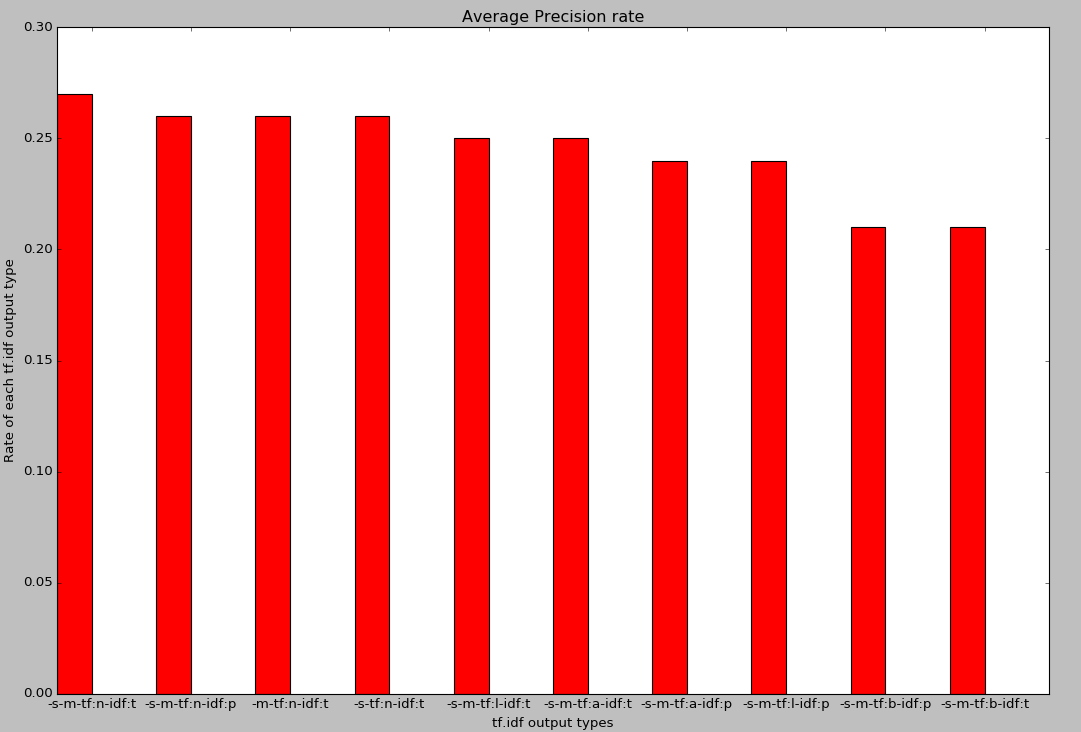 Average Precision rate
0.30
0.25
0.20
0.15
0.10
0.05
0.00
Rate of each tf.idf output type
-s-m-tf:n-idf:t -s-m-tf:n-idf:p -m-tf:n-idf:t -s-tf:n-idf:t -s-m-tf:l-idf:t -s-m-tf:a-idf:t -s-m-tf:a-idf:p -s-m-tf:l-idf:p -s-m-tf:b-idf:p -s-m-tf:b-idf:t
tf.idf output types